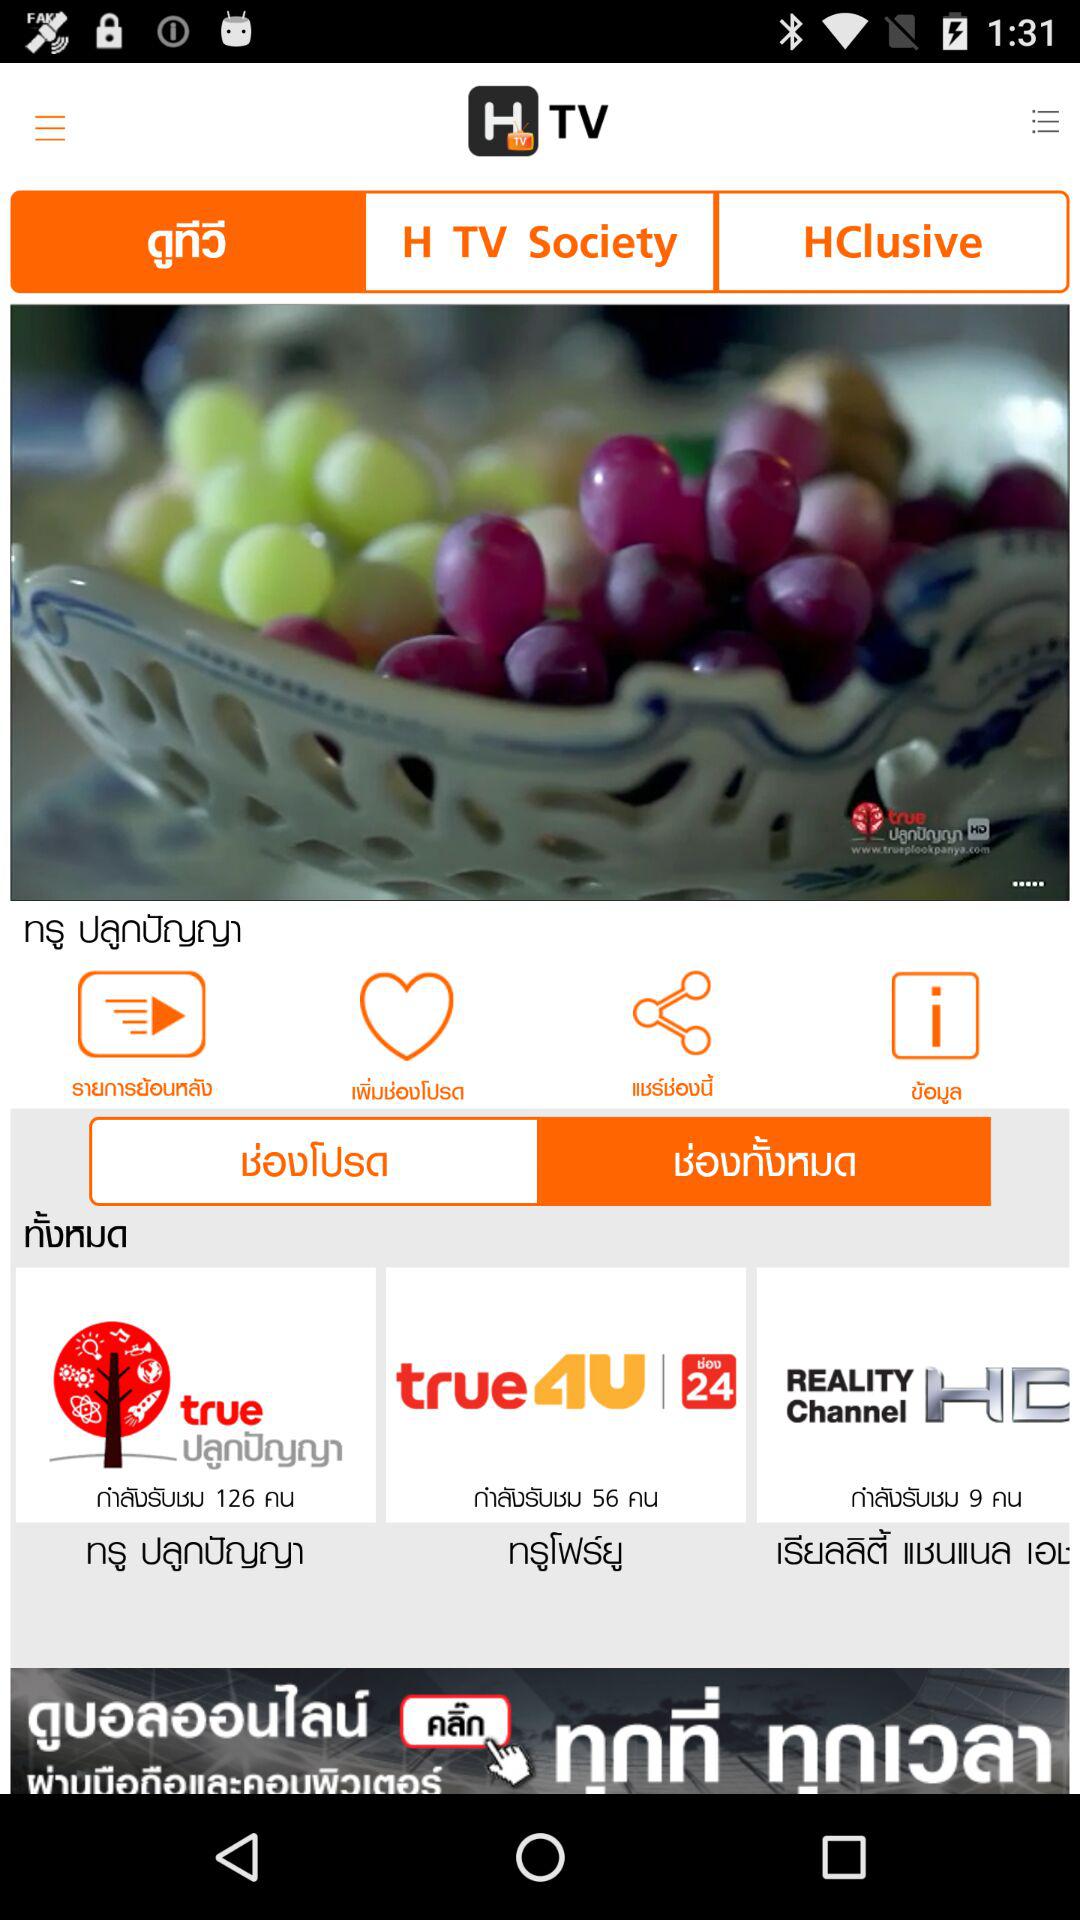 FAKE
1:31
H TV TV
ดูทีวี
H TV Society
HClusive
true
ปลูกปัญญา HD
www.trueplookpanya.com
ทรู ปลูกปัญญา
รายการย้อนหลัง
เพิ่มช่องโปรด
แชร์ช่องนี้
ข้อมูล
ช่องโปรด
ช่องทั้งหมด
ทั้งหมด
true
ปลูกปัญญา
กำลังรับชม 126 คน
ทรู ปลูกปัญญา
true4U ช่อง 24
กำลังรับชม 56 คน
ทรูโฟร์ยู
REALITY
Channel HD
กำลังรับชม 9 คน
เรียลลิตี้ แชนแนล เอช
ดูบอลออนไลน์ คลิ๊ก ทุกที่ ทุกเวลา
ผ่านมือถือและคอมพิวเตอร์